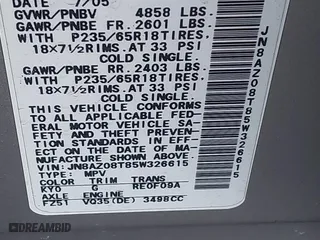 DATE 7/05
GVWR/PNBV 4858 LBS.
GAWR/PNBE FR. 2601 LBS.
WITH P235/65R18TIRES.
18×7½RIMS.AT 33 PSI
COLD SINGLE.
GAWR/PNBE RR. 2403 LBS.
WITH P235/65R18TIRES.
18×7½RIMS.AT 33 PSI
COLD SINGLE.
THIS VEHICLE CONFORMS
TO ALL APPLICABLE FED-
ERAL MOTOR VEHICLE SA-
FETY AND THEFT PREVEN-
TION STANDARDS IN EFF-
ECT ON THE DATE OF MA-
NUFACTURE SHOWN ABOVE.
VIN: JN8AZ08T85W326615
TYPE: MPV
COLOR TRIM TRANS
KY0 G RE0F09A
AXLE ENGINE
FZ51 VQ35(DE) 3498CC
JN8AZ08T85W326615
DREAMBID